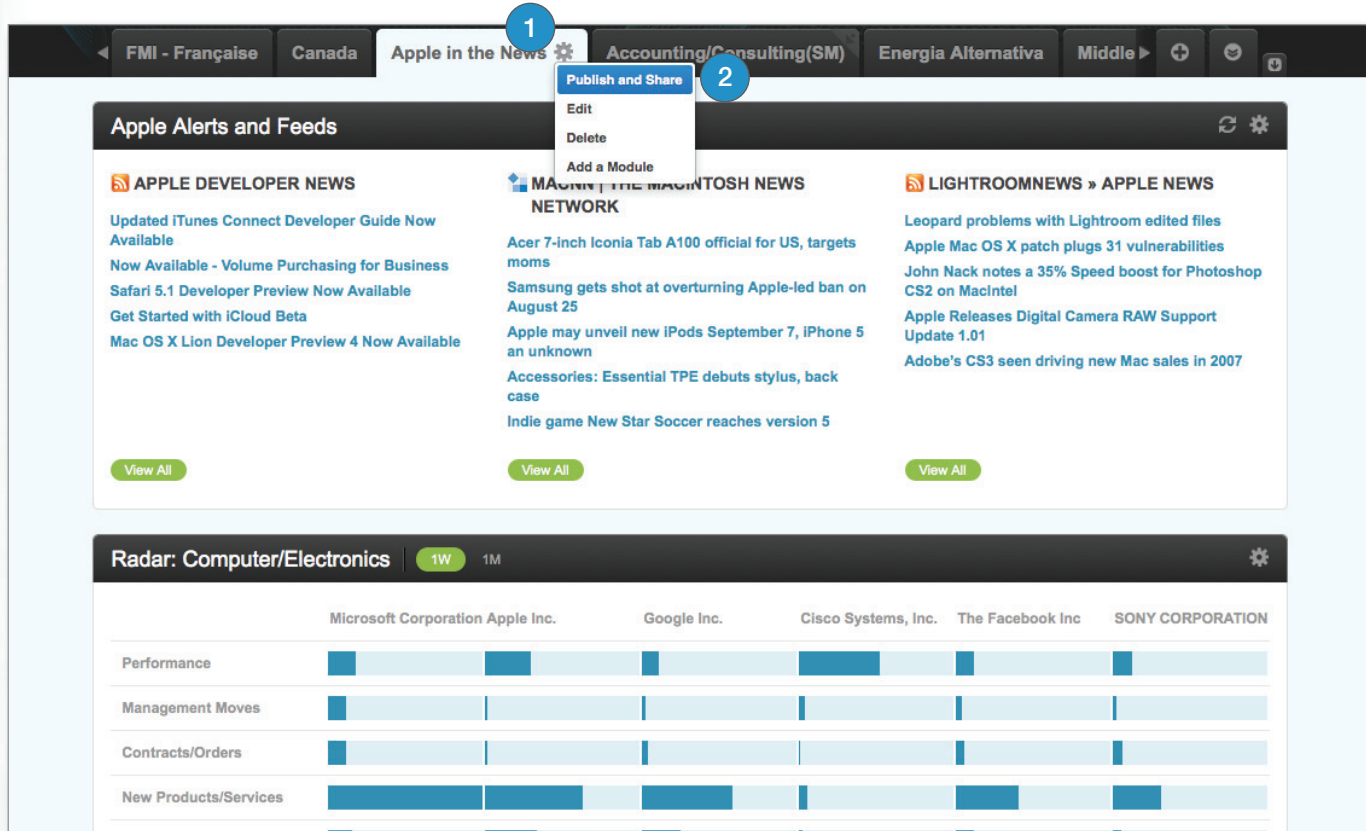 1
FMI - Française Canada Apple in the News Accounting/Consulting(SM) Energia Alternativa Middle
Publish and Share 2
Edit
Delete
Add a Module
Apple Alerts and Feeds
APPLE DEVELOPER NEWS
Updated iTunes Connect Developer Guide Now
Available
Now Available - Volume Purchasing for Business
Safari 5.1 Developer Preview Now Available
Get Started with iCloud Beta
Mac OS X Lion Developer Preview 4 Now Available
View All
MACNN | THE MACINTOSH NEWS
NETWORK
Acer 7-inch Iconia Tab A100 official for US, targets
moms
Samsung gets shot at overturning Apple-led ban on
August 25
Apple may unveil new iPods September 7, iPhone 5
an unknown
Accessories: Essential TPE debuts stylus, back
case
Indie game New Star Soccer reaches version 5
View All
LIGHTROOMNEWS » APPLE NEWS
Leopard problems with Lightroom edited files
Apple Mac OS X patch plugs 31 vulnerabilities
John Nack notes a 35% Speed boost for Photoshop
CS2 on MacIntel
Apple Releases Digital Camera RAW Support
Update 1.01
Adobe's CS3 seen driving new Mac sales in 2007
View All
Radar: Computer/Electronics 1W 1M
Microsoft Corporation Apple Inc. Google Inc. Cisco Systems, Inc. The Facebook Inc SONY CORPORATION
Performance
Management Moves
Contracts/Orders
New Products/Services